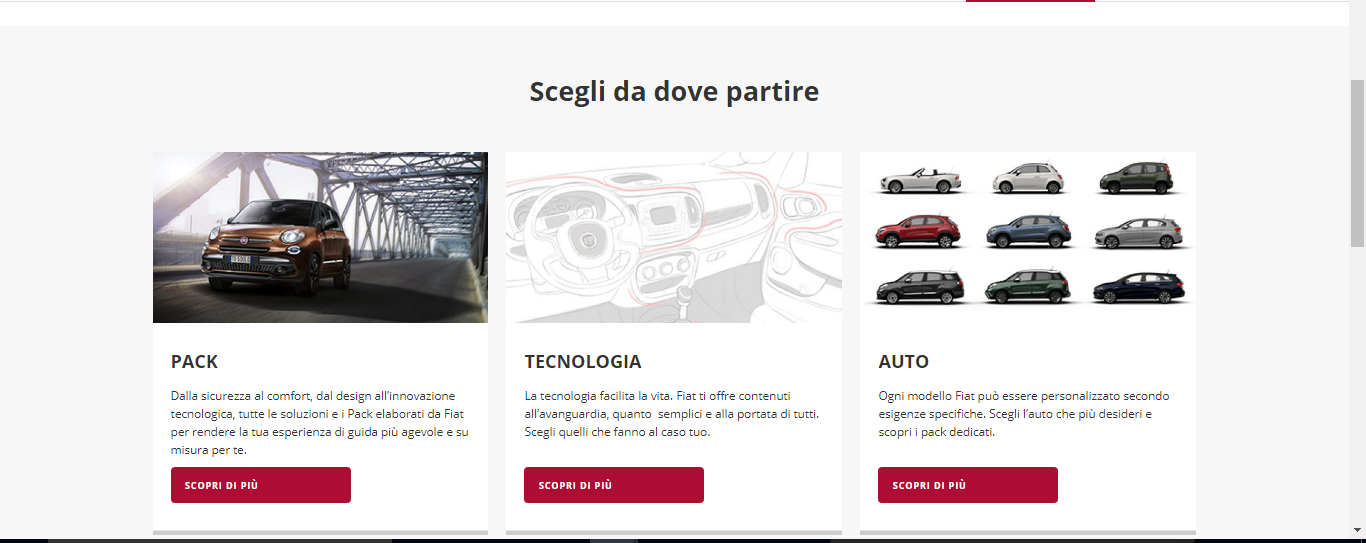 Scegli da dove partire
PACK
Dalla sicurezza al comfort, dal design all’innovazione
tecnologica, tutte le soluzioni e i Pack elaborati da Fiat
per rendere la tua esperienza di guida più agevole e su
misura per te.
SCOPRI DI PIÙ
TECNOLOGIA
La tecnologia facilita la vita. Fiat ti offre contenuti
all’avanguardia, quanto  semplici e alla portata di tutti.
Scegli quelli che fanno al caso tuo.
SCOPRI DI PIÙ
AUTO
Ogni modello Fiat può essere personalizzato secondo
esigenze specifiche. Scegli l’auto che più desideri e
scopri i pack dedicati.
SCOPRI DI PIÙ